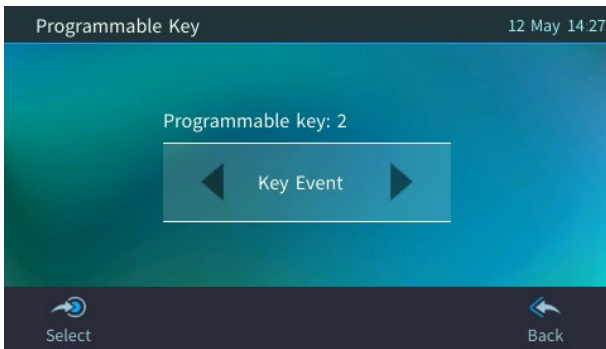 Programmable Key 12 May 14:27
Programmable key: 2
Key Event
Select Back